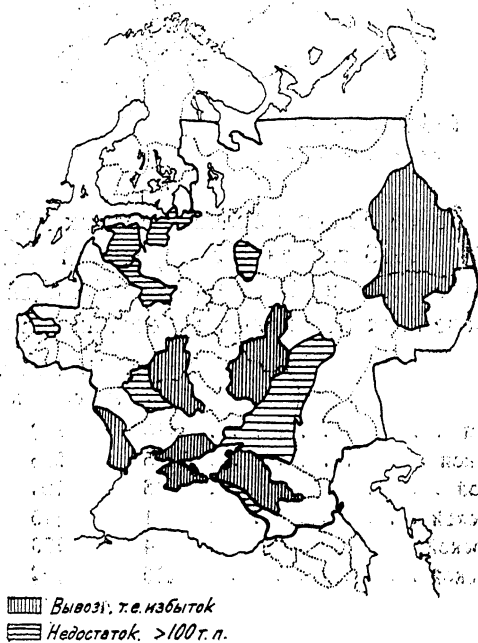 Вывоз, т.е. избыток
Недостаток, >100 т. п.